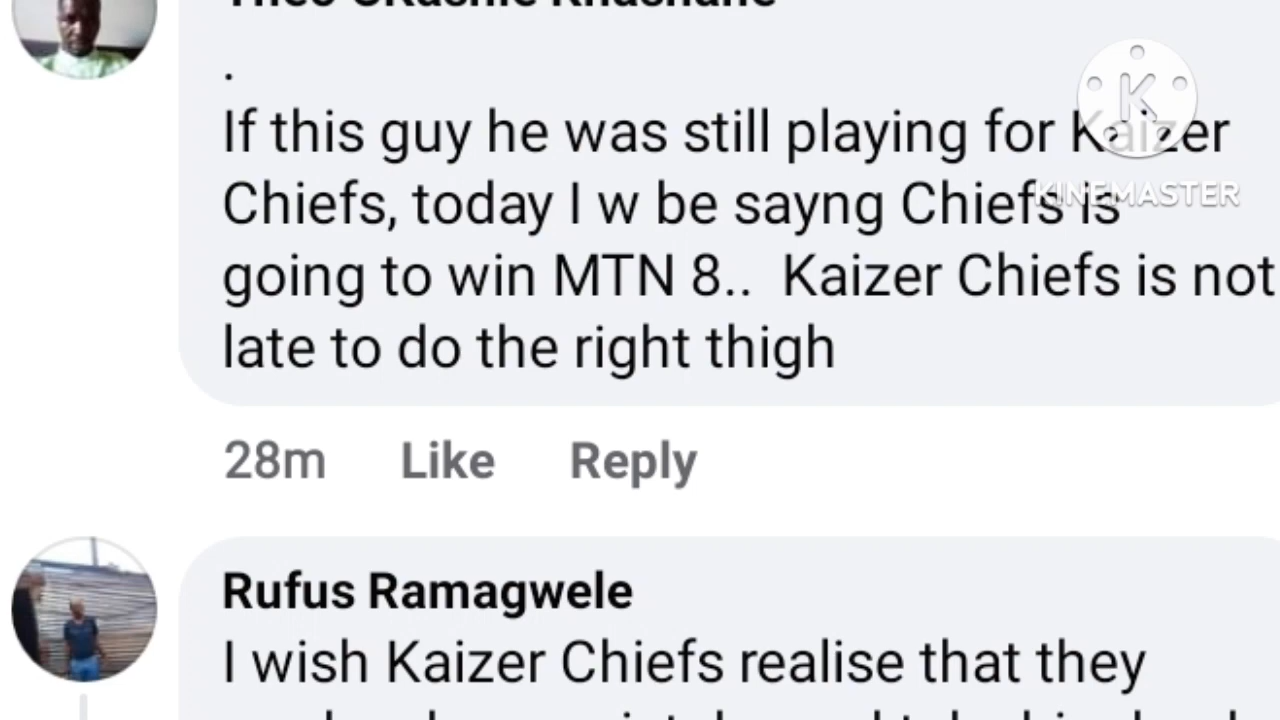 .
If this guy he was still playing for Kaizer
Chiefs, today I w be sayng Chiefs is
going to win MTN 8.. Kaizer Chiefs is not
late to do the right thigh
28m Like Reply
Rufus Ramagwele
I wish Kaizer Chiefs realise that they
K
KINEMASTER